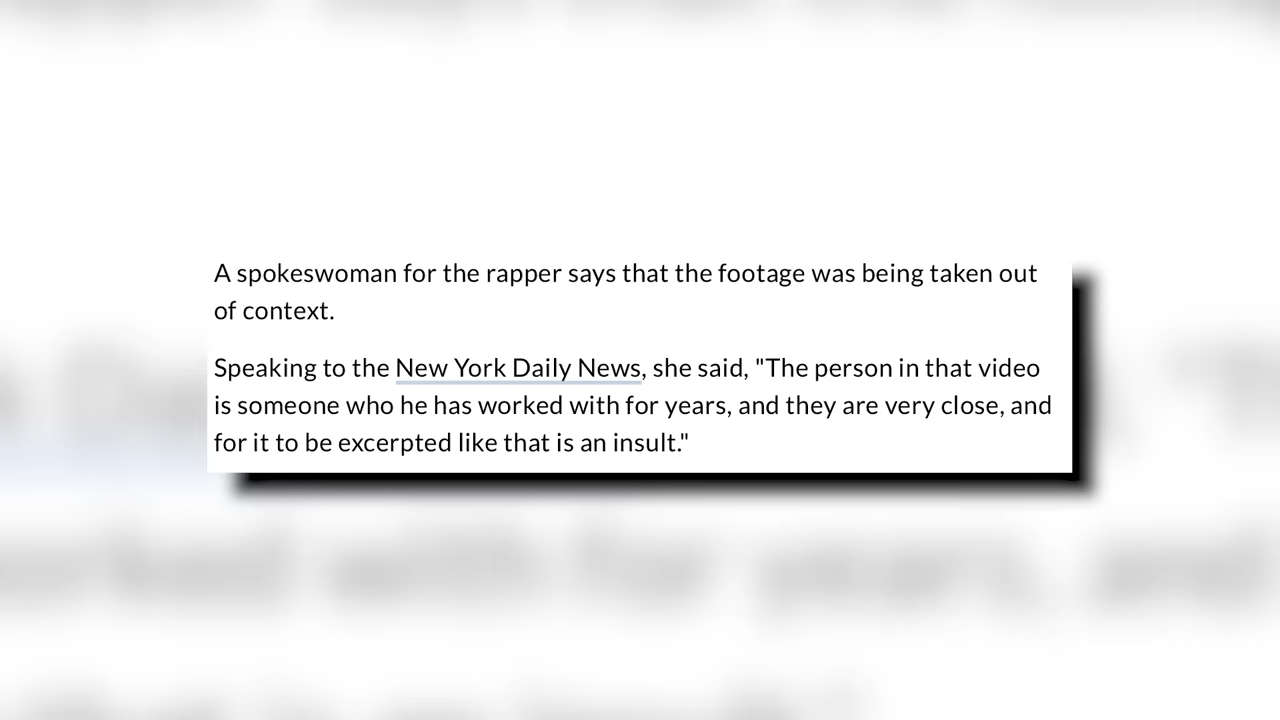 A spokeswoman for the rapper says that the footage was being taken out
of context.
Speaking to the New York Daily News, she said, "The person in that video
is someone who he has worked with for years, and they are very close, and
for it to be excerpted like that is an insult."